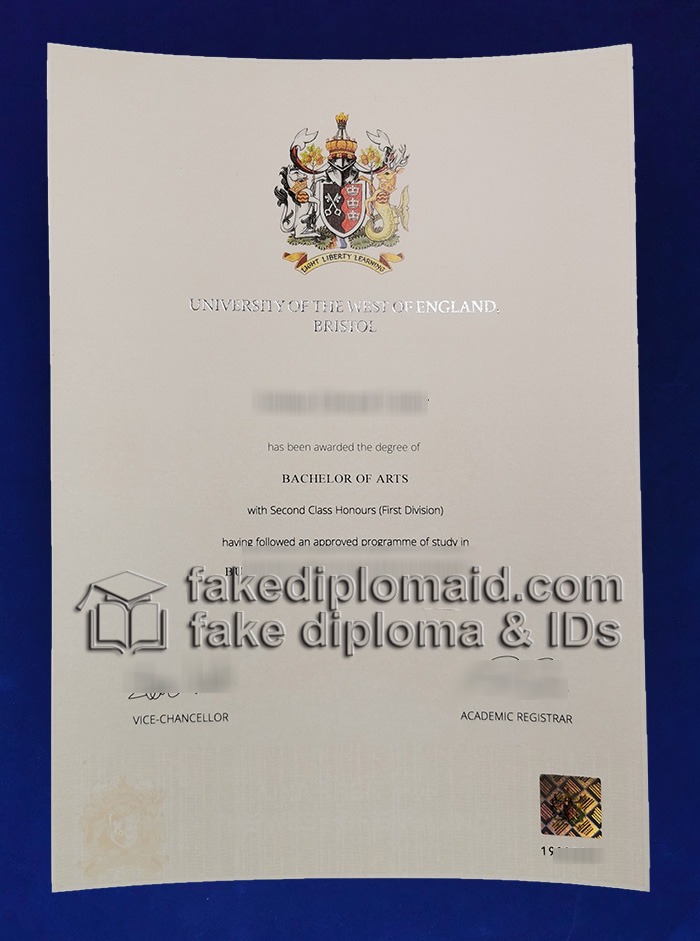 LIGHT LIBERTY LEARNING
UNIVERSITY OF THE WEST OF ENGLAND,
BRISTOL
has been awarded the degree of
BACHELOR OF ARTS
with Second Class Honours (First Division)
having followed an approved programme of study in
BU
fakediplomaid.com
fake diploma & IDs
VICE-CHANCELLOR
ACADEMIC REGISTRAR
19